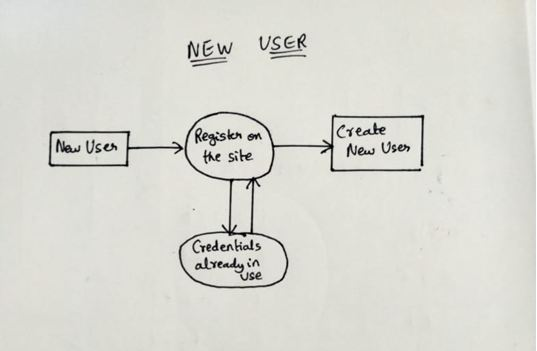 NEW USER
New User
Register on
the site
Create
New User
Credentials
already in
use